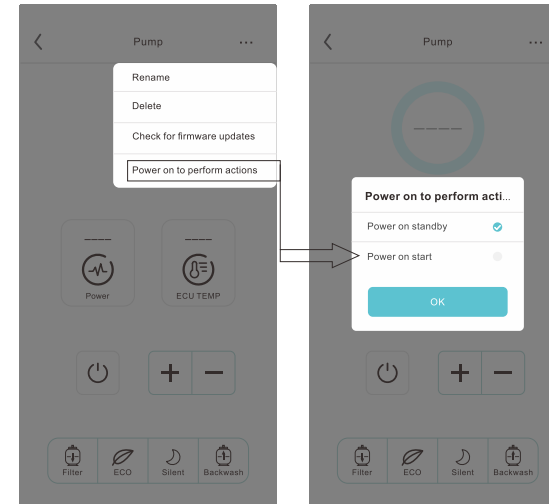 Pump
Rename
Delete
Check for firmware updates
Power on to perform actions
----
Power
----
ECU TEMP
Filter
ECO
Silent
Backwash
Pump
----
Power on to perform acti...
Power on standby
Power on start
OK
Filter
ECO
Silent
Backwash